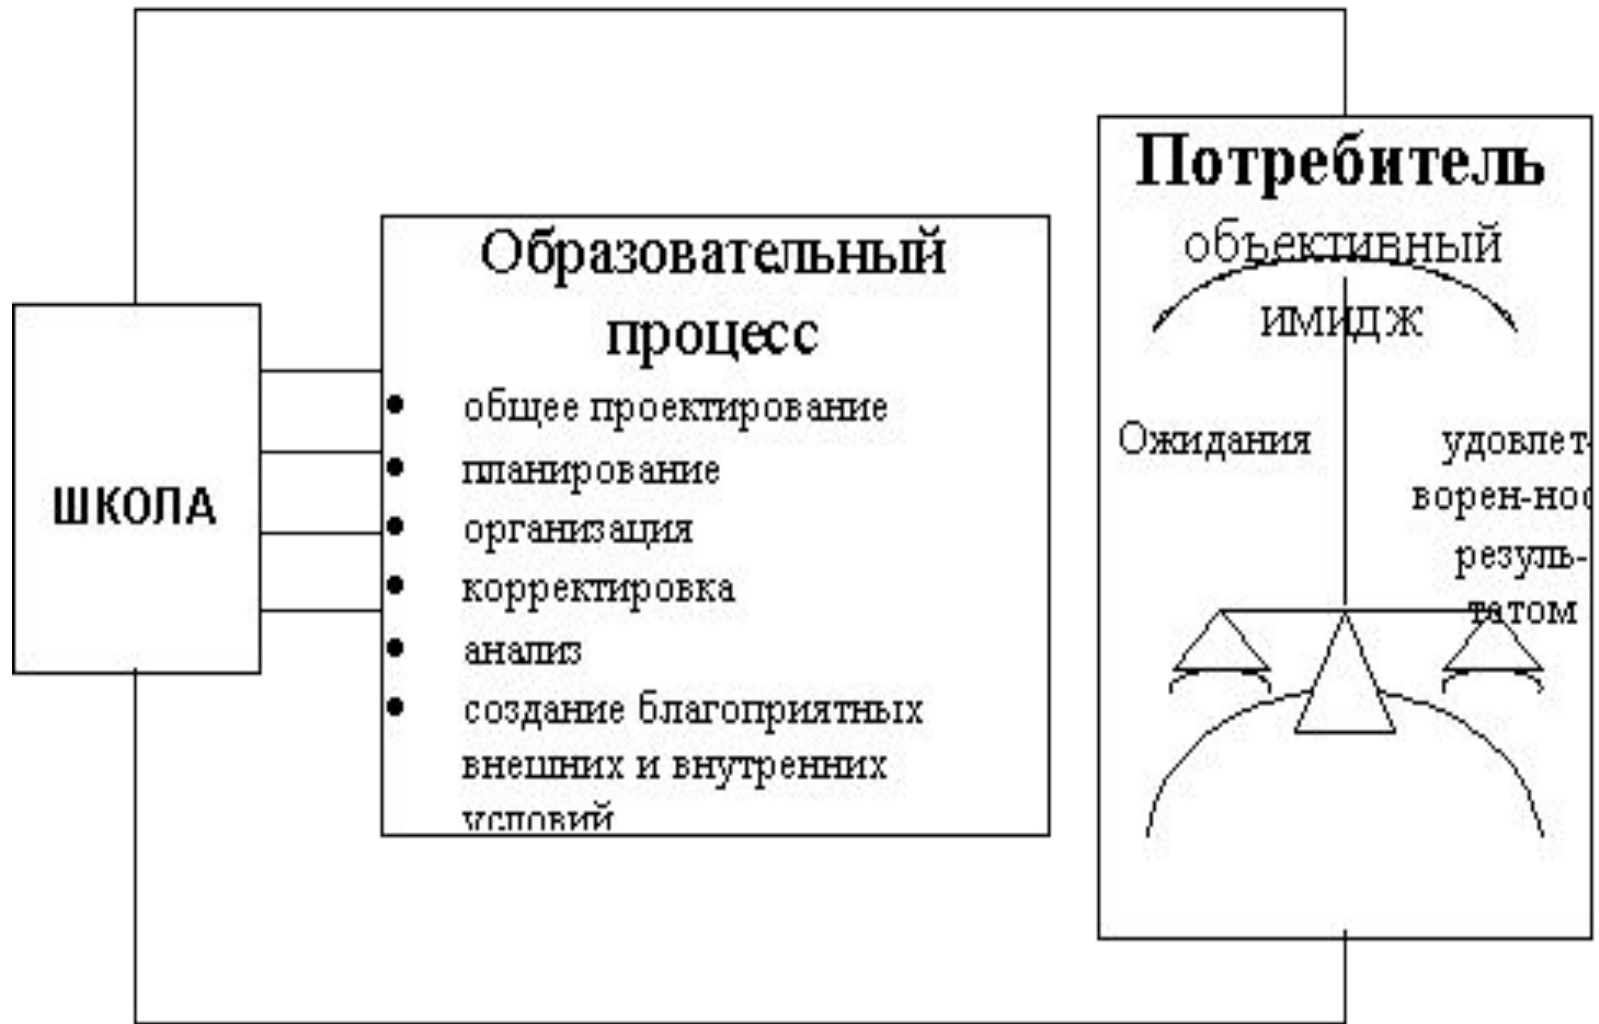 ШКОЛА
Образовательный
процесс
• общее проектирование
• планирование
• организация
• корректировка
• анализ
• создание благоприятных
внешних и внутренних
условий
Потребитель
объективный
имидж
Ожидания
удовлет-
ворен-нос
резуль-
татом